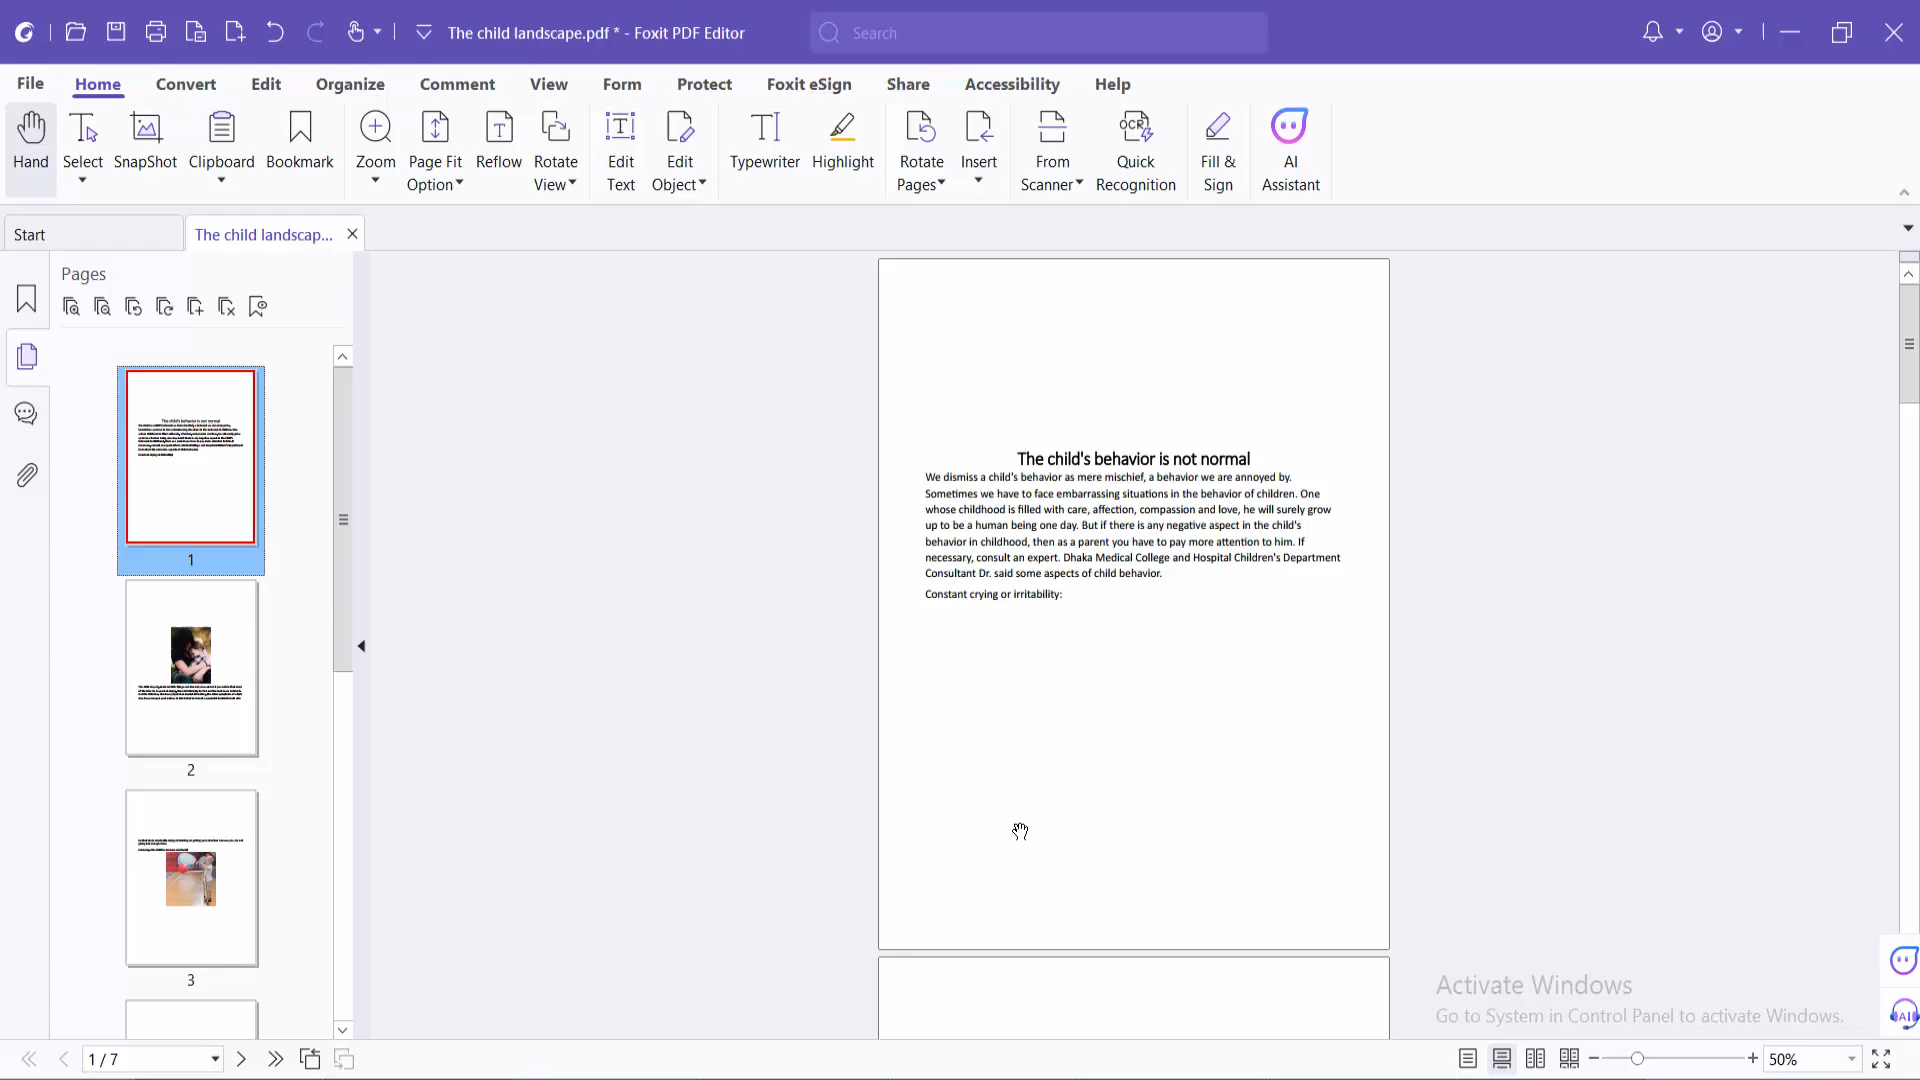 The child landscape.pdf * - Foxit PDF Editor
Search
File Home Convert Edit Organize Comment View Form Protect Foxit eSign Share Accessibility Help
Hand
Select
SnapShot
Clipboard
Bookmark
Zoom
Page Fit
Option
Reflow
Rotate
View
Edit
Text
Edit
Object
Typewriter
Highlight
Rotate
Pages
Insert
From
Scanner
OCR
Quick
Recognition
Fill &
Sign
AI
Assistant
Start
The child landscap...
Pages
The child's behavior is not normal
1
2
3
The child's behavior is not normal
We dismiss a child's behavior as mere mischief, a behavior we are annoyed by.
Sometimes we have to face embarrassing situations in the behavior of children. One
whose childhood is filled with care, affection, compassion and love, he will surely grow
up to be a human being one day. But if there is any negative aspect in the child's
behavior in childhood, then as a parent you have to pay more attention to him. If
necessary, consult an expert. Dhaka Medical College and Hospital Children's Department
Consultant Dr. said some aspects of child behavior.
Constant crying or irritability:
Activate Windows
Go to System in Control Panel to activate Windows.
AI
1 / 7
50%